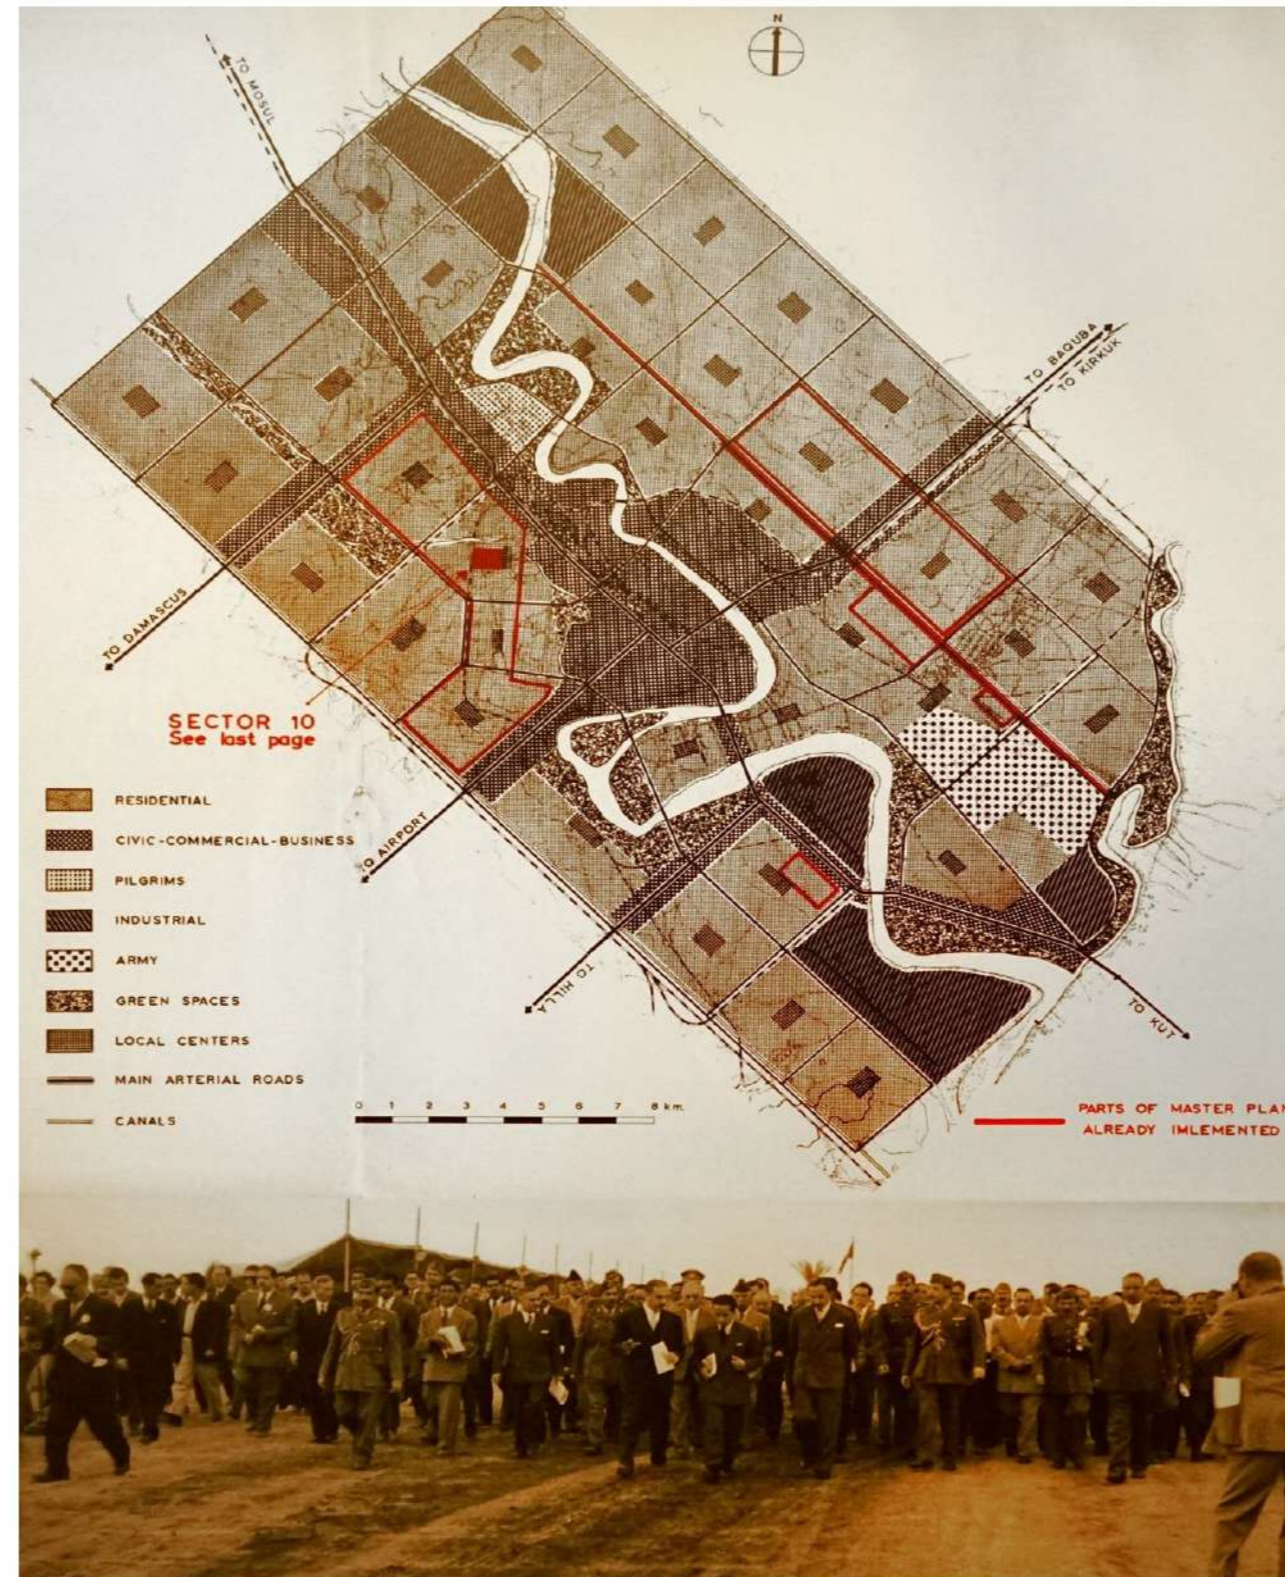 N
TO MOSUL
TO BAQUBA
TO KIRKUK
TO DAMASCUS
SECTOR 10
See last page
TO AIRPORT
TO HILLA
TO KUT
RESIDENTIAL
CIVIC-COMMERCIAL-BUSINESS
PILGRIMS
INDUSTRIAL
ARMY
GREEN SPACES
LOCAL CENTERS
MAIN ARTERIAL ROADS
CANALS
0 1 2 3 4 5 6 7 8 km.
PARTS OF MASTER PLAN
ALREADY IMLEMENTED